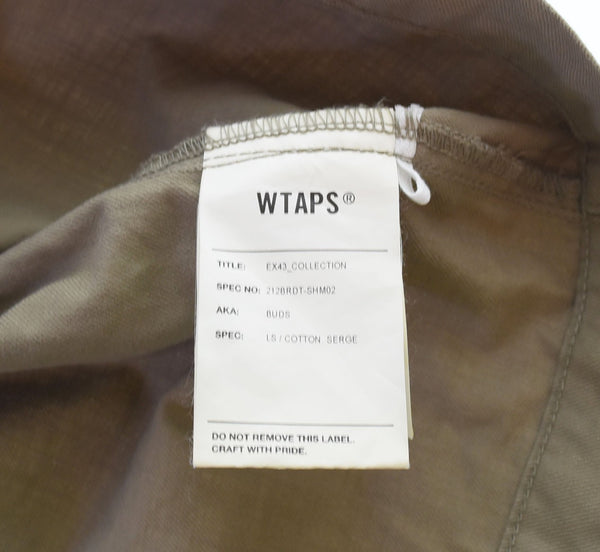 WTAPS®
TITLE: EX43_COLLECTION
SPEC NO: 212BRDT-SHM02
AKA: BUDS
SPEC: LS / COTTON. SERGE
DO NOT REMOVE THIS LABEL.
CRAFT WITH PRIDE.